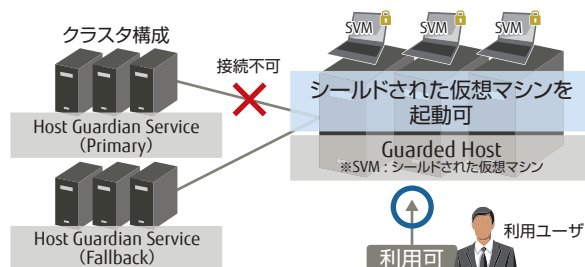 クラスタ構成
Host Guardian Service
(Primary)
接続不可
SVM
SVM
SVM
シールドされた仮想マシンを
起動可
Guarded Host
※SVM : シールドされた仮想マシン
Host Guardian Service
(Fallback)
利用可
利用ユーザ